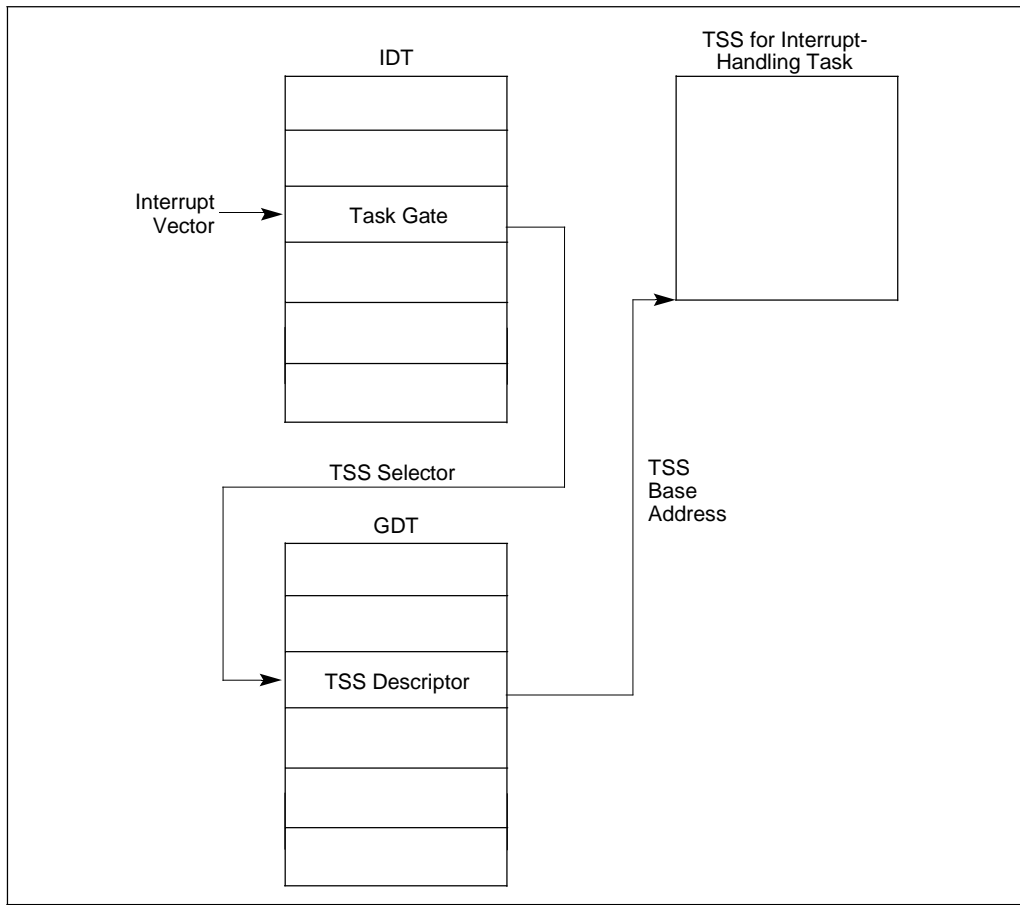 TSS for Interrupt-
Handling Task
IDT
Interrupt
Vector
Task Gate
TSS Selector
TSS
Base
Address
GDT
TSS Descriptor